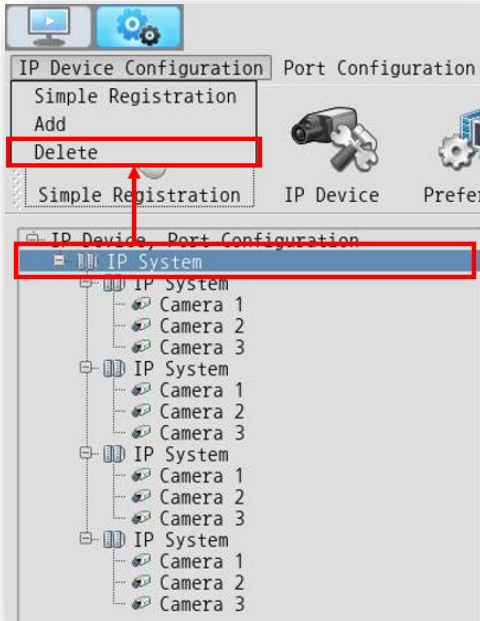 IP Device Configuration Port Configuration
Simple Registration
Add
Delete
Simple Registration IP Device
IP Device, Port Configuration
IP System
IP System
Camera 1
Camera 2
Camera 3
IP System
Camera 1
Camera 2
Camera 3
IP System
Camera 1
Camera 2
Camera 3
IP System
Camera 1
Camera 2
Camera 3